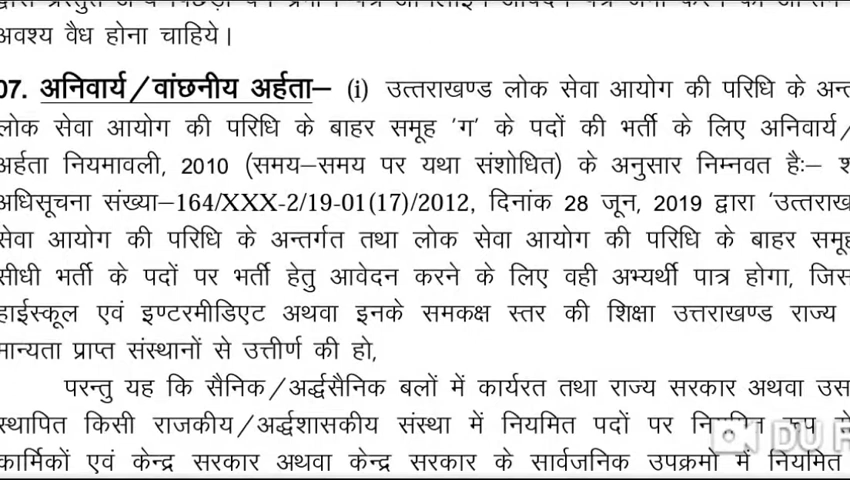 अवश्य वैध होना चाहिये।
07. अनिवार्य/वांछनीय अर्हता– (i) उत्तराखण्ड लोक सेवा आयोग की परिधि के
लोक सेवा आयोग की परिधि के बाहर समूह 'ग' के पदों की भर्ती के लिए अनिवार्य/
अर्हता नियमावली, 2010 (समय–समय पर यथा संशोधित) के अनुसार निम्नवत हैः–
अधिसूचना संख्या–164/XXX-2/19-01(17)/2012, दिनांक 28 जून, 2019 द्वारा
सेवा आयोग की परिधि के अन्तर्गत तथा लोक सेवा आयोग की परिधि के बाहर समूह
सीधी भर्ती के पदों पर भर्ती हेतु आवेदन करने के लिए वही अभ्यर्थी पात्र होगा,
हाईस्कूल एवं इण्टरमीडिएट अथवा इनके समकक्ष स्तर की शिक्षा उत्तराखण्ड राज्य
मान्यता प्राप्त संस्थानों से उत्तीर्ण की हो,
परन्तु यह कि सैनिक/अर्द्धसैनिक बलों में कार्यरत तथा राज्य सरकार अथवा
स्थापित किसी राजकीय/अर्द्धशासकीय संस्था में नियमित पदों पर नियमित रूप
कार्मिकों एवं केन्द्र सरकार अथवा केन्द्र सरकार के सार्वजनिक उपक्रमो में नियमित